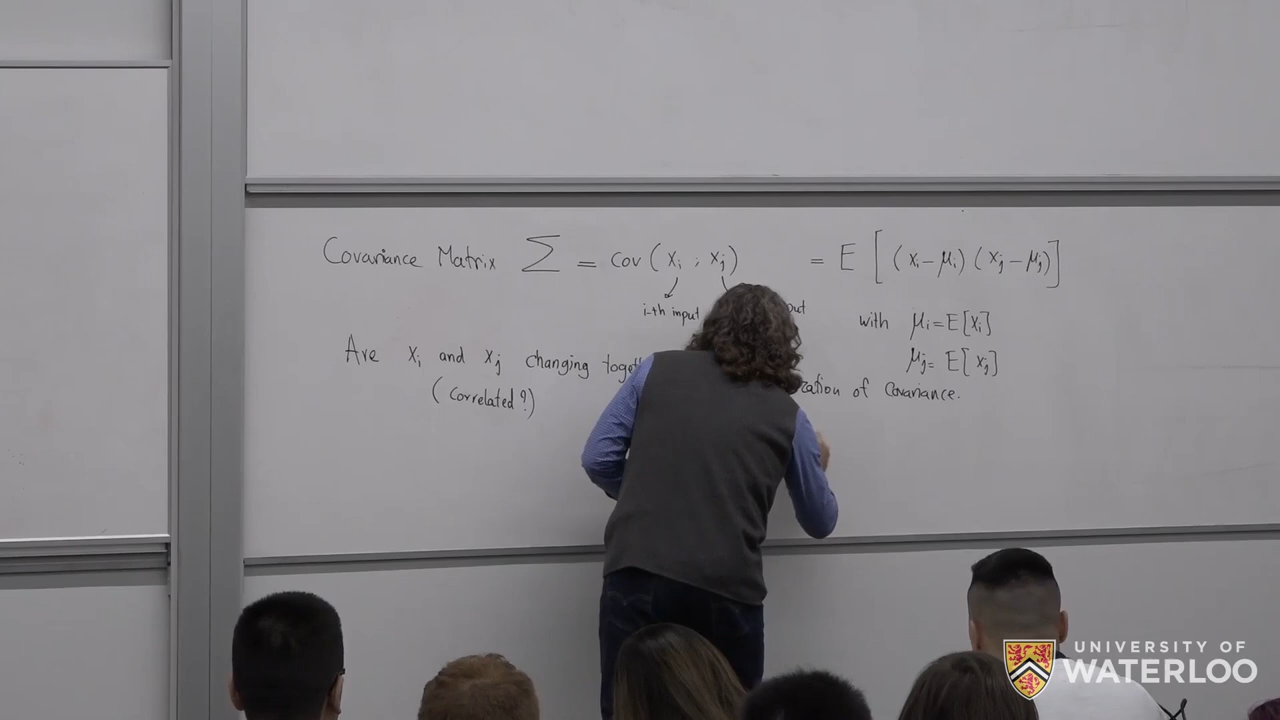 Covariance Matrix Σ = cov ( xi ; xj ) = E [ ( xi - μi ) ( xj - μj ) ]
i-th input
with μi = E[xi]
Are xi and xj changing
μj = E[xj]
(Correlated?)
of Covariance.
UNIVERSITY OF
WATERLOO